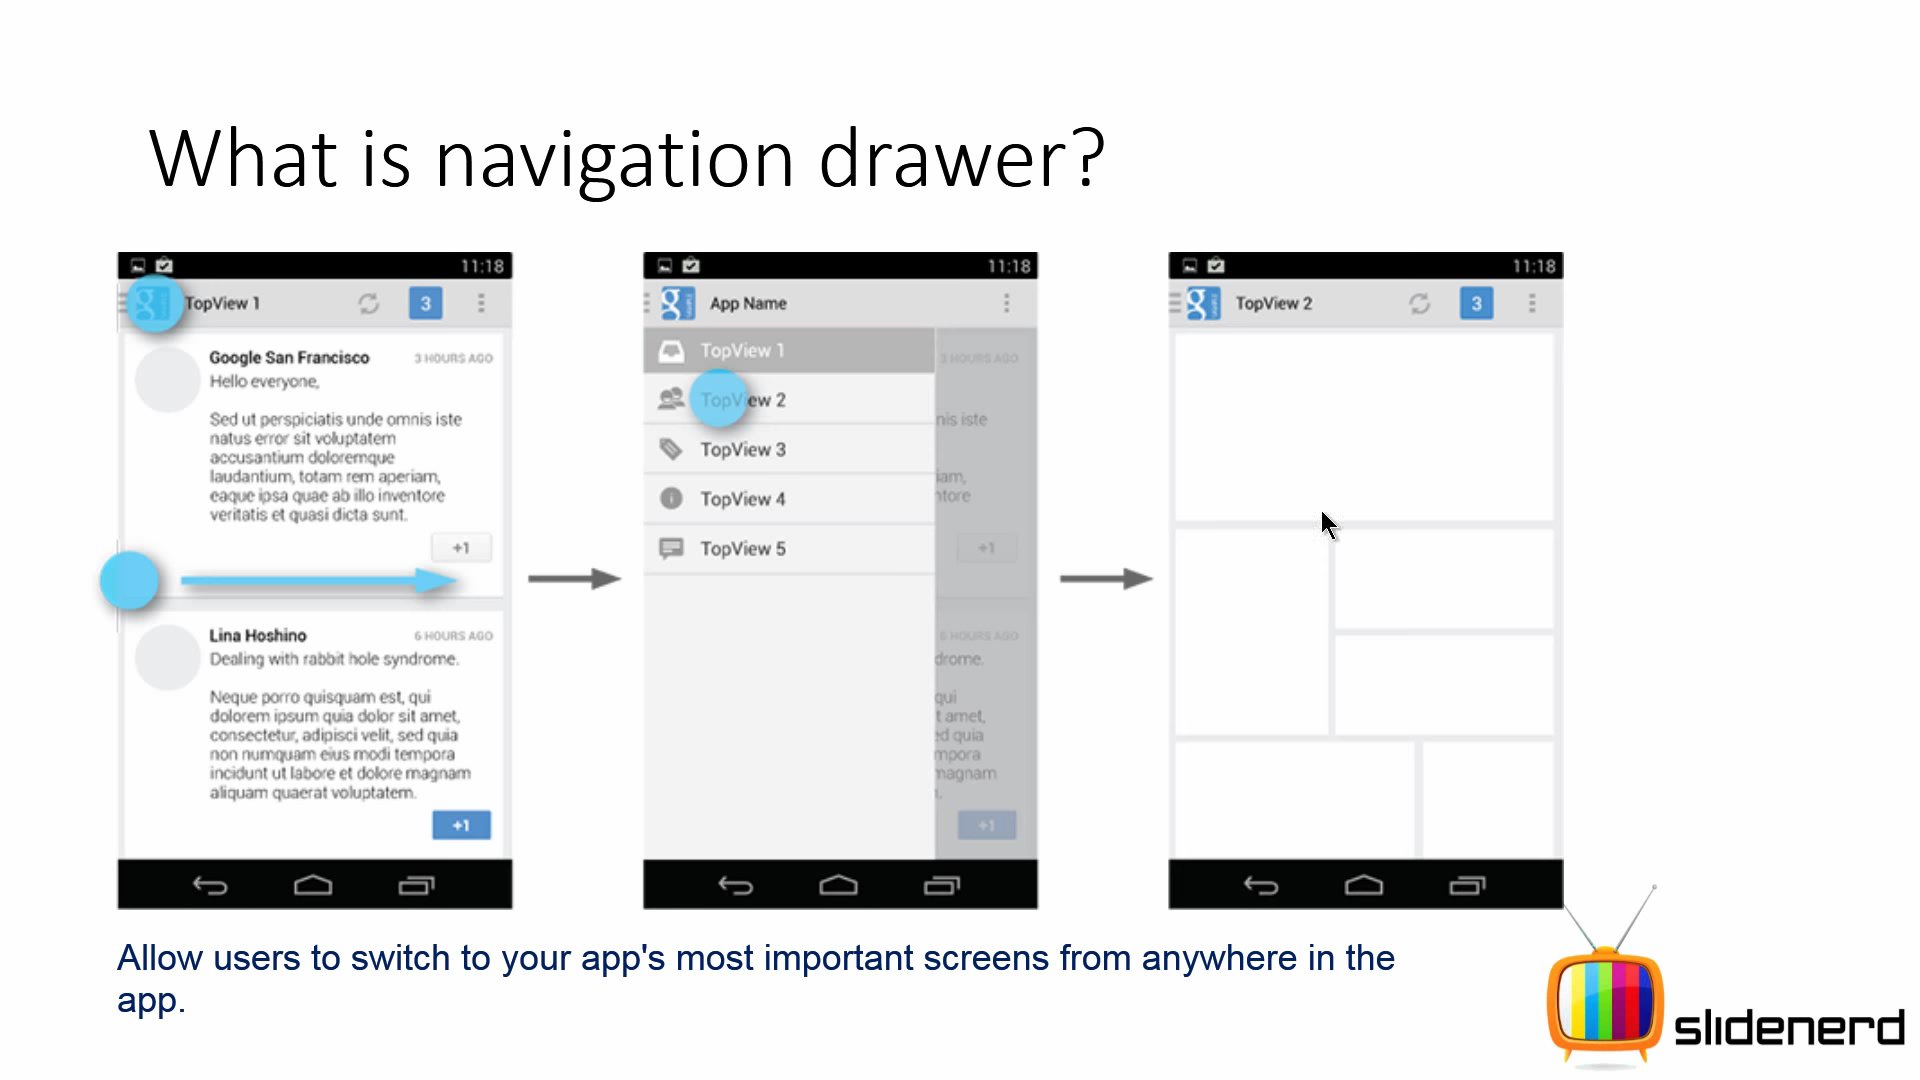 What is navigation drawer?
11:18
TopView 1
3
Google San Francisco
3 HOURS AGO
Hello everyone,
Sed ut perspiciatis unde omnis iste
natus error sit voluptatem
accusantium doloremque
laudantium, totam rem aperiam,
eaque ipsa quae ab illo inventore
veritatis et quasi dicta sunt.
+1
Lina Hoshino
6 HOURS AGO
Dealing with rabbit hole syndrome.
Neque porro quisquam est, qui
dolorem ipsum quia dolor sit amet,
consectetur, adipisci velit, sed quia
non numquam eius modi tempora
incidunt ut labore et dolore magnam
aliquam quaerat voluptatem.
+1
11:18
g
App Name
TopView 1
TopView 2
TopView 3
TopView 4
TopView 5
3 HOURS AGO
nis iste
iam,
ntore
+1
6 HOURS AGO
drome.
qui
t amet,
ed quia
mpora
magnam
+1
11:18
g
TopView 2
3
Allow users to switch to your app's most important screens from anywhere in the
app.
slidenerd